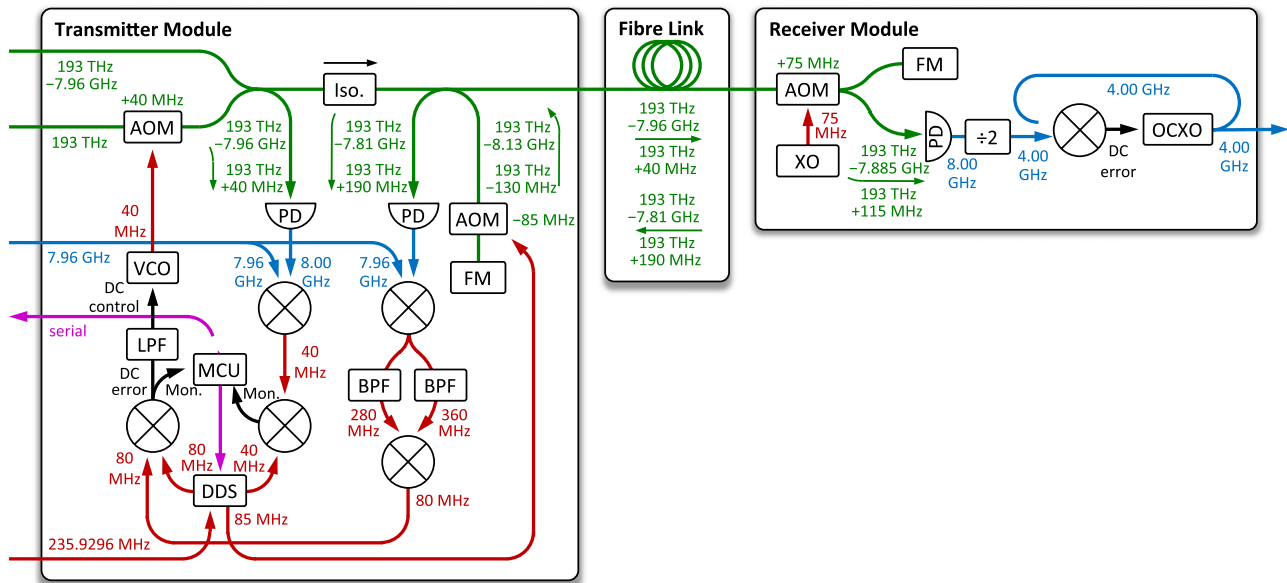 Transmitter Module
193 THz
−7.96 GHz
+40 MHz
AOM
193 THz
Iso.
193 THz
−7.96 GHz
193 THz
+40 MHz
193 THz
−7.81 GHz
193 THz
+190 MHz
193 THz
−8.13 GHz
193 THz
−130 MHz
PD
PD
AOM
−85 MHz
FM
40
MHz
7.96 GHz
VCO
DC
control
serial
LPF
DC
error
Mon.
MCU
Mon.
7.96
GHz
8.00
GHz
7.96
GHz
40
MHz
BPF
BPF
280
MHz
360
MHz
80
MHz
80
MHz
40
MHz
DDS
85 MHz
80 MHz
235.9296 MHz
Fibre Link
193 THz
−7.96 GHz
193 THz
+40 MHz
193 THz
−7.81 GHz
193 THz
+190 MHz
Receiver Module
+75 MHz
AOM
FM
75
MHz
XO
PD
8.00
GHz
÷2
4.00
GHz
4.00 GHz
DC
error
OCXO
4.00
GHz
193 THz
−7.885 GHz
193 THz
+115 MHz